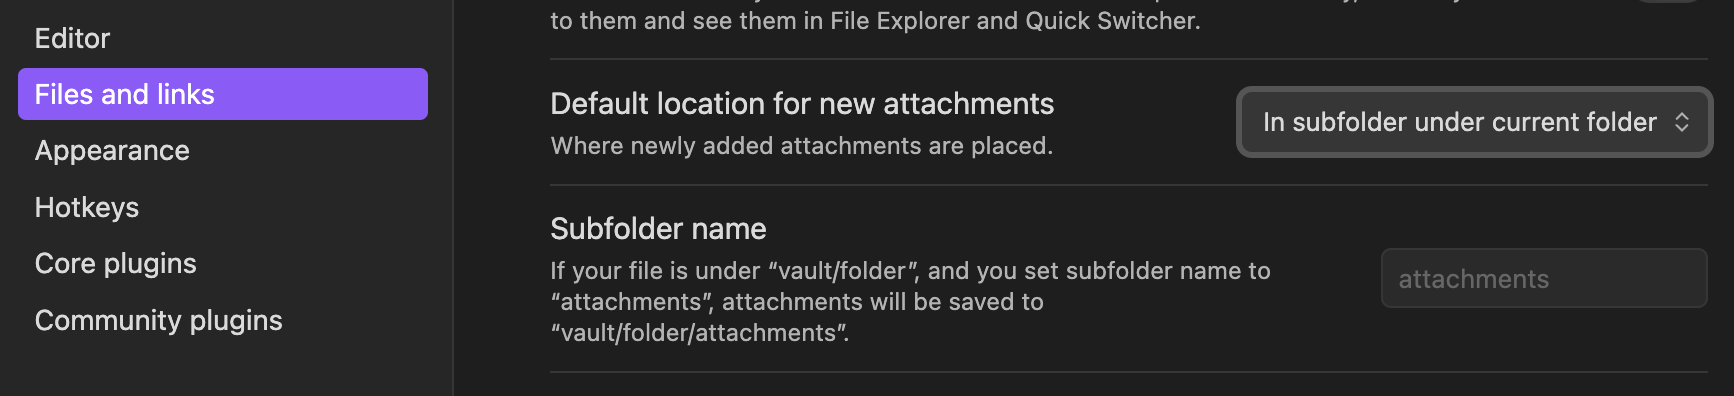 Editor
Files and links
Appearance
Hotkeys
Core plugins
Community plugins
to them and see them in File Explorer and Quick Switcher.
Default location for new attachments
Where newly added attachments are placed.
In subfolder under current folder
Subfolder name
If your file is under “vault/folder”, and you set subfolder name to
“attachments”, attachments will be saved to
“vault/folder/attachments”.
attachments